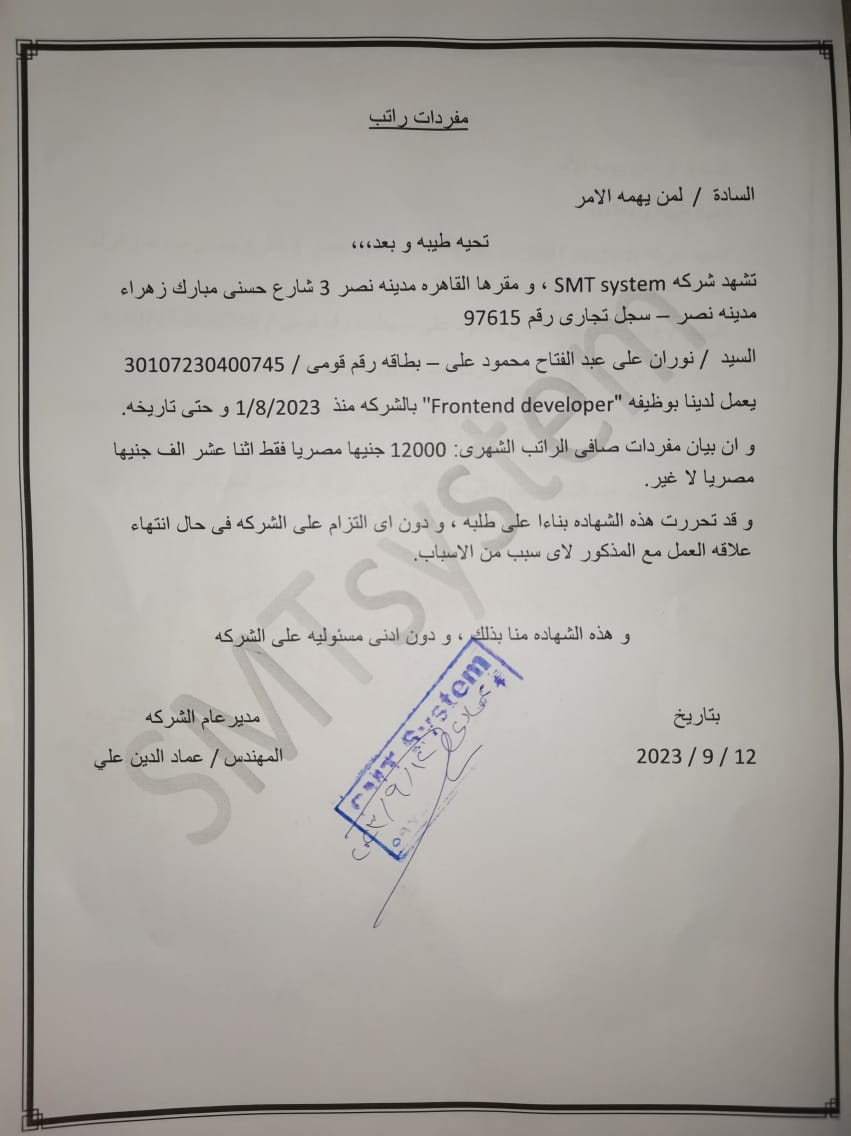 مفردات راتب
السادة / لمن يهمه الامر
تحيه طيبه و بعد،،،
تشهد شركه SMT system ، و مقرها القاهره مدينه نصر 3 شارع حسنى مبارك زهراء
مدينه نصر – سجل تجارى رقم 97615
السيد / نوران على عبد الفتاح محمود على – بطاقه رقم قومى / 30107230400745
يعمل لدينا بوظيفه "Frontend developer" بالشركه منذ 1/8/2023 و حتى تاريخه.
و ان بيان مفردات صافى الراتب الشهرى: 12000 جنيها مصريا فقط اثنا عشر الف جنيها
مصريا لا غير.
و قد تحررت هذه الشهاده بناءا على طلبه ، و دون اى التزام على الشركه فى حال انتهاء
علاقه العمل مع المذكور لاى سبب من الاسباب.
و هذه الشهاده منا بذلك ، و دون ادنى مسئوليه على الشركه
بتاريخ
2023 / 9 / 12
مدير عام الشركه
المهندس / عماد الدين علي
SMT System
SMTsystem